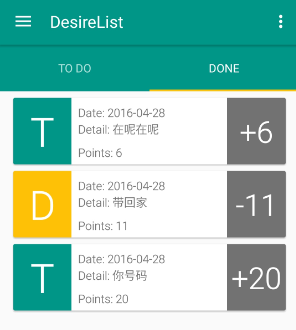 DesireList
TO DO
DONE
T
Date: 2016-04-28
Detail: 在呢在呢
Points: 6
+6
D
Date: 2016-04-28
Detail: 带回家
Points: 11
-11
T
Date: 2016-04-28
Detail: 你号码
Points: 20
+20